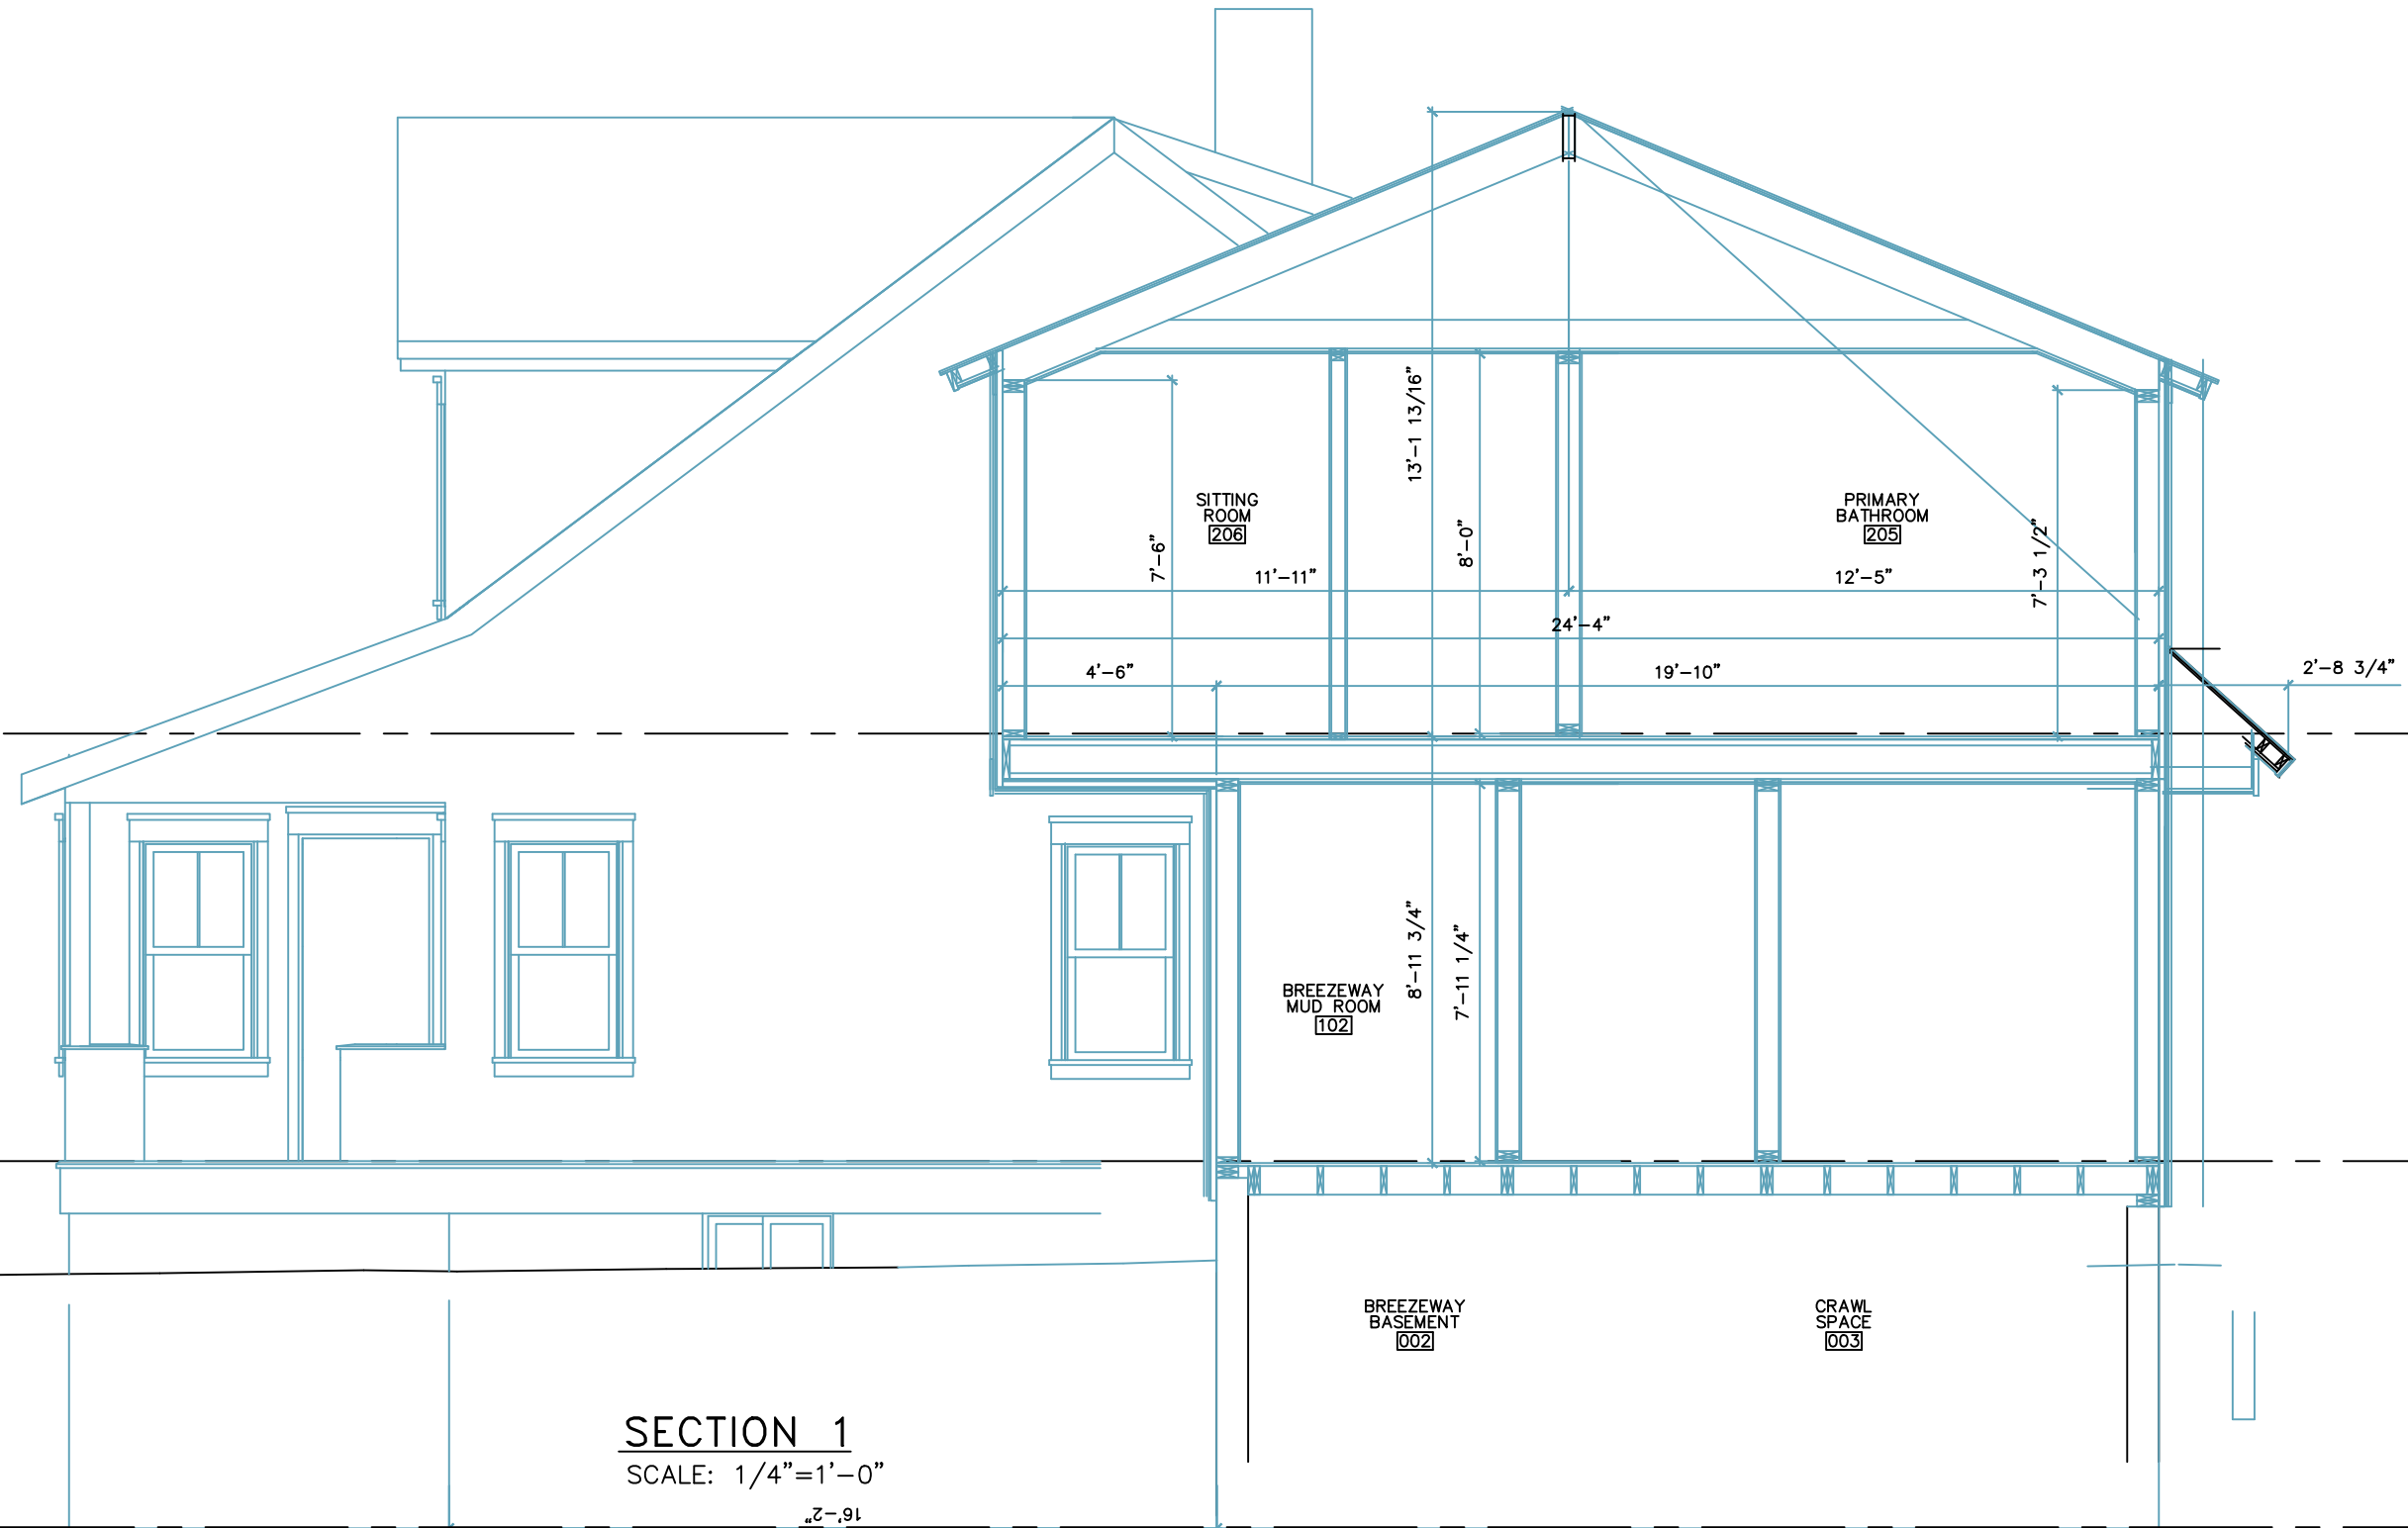 13'-1 13/16"
SITTING
ROOM
206
PRIMARY
BATHROOM
205
7'-6"
8'-0"
7'-3 1/2"
11'-11"
12'-5"
24'-4"
4'-6"
19'-10"
2'-8 3/4"
8'-11 3/4"
7'-11 1/4"
BREEZEWAY
MUD ROOM
102
BREEZEWAY
BASEMENT
002
CRAWL
SPACE
003
SECTION 1
SCALE: 1/4"=1'-0"
16'-2"